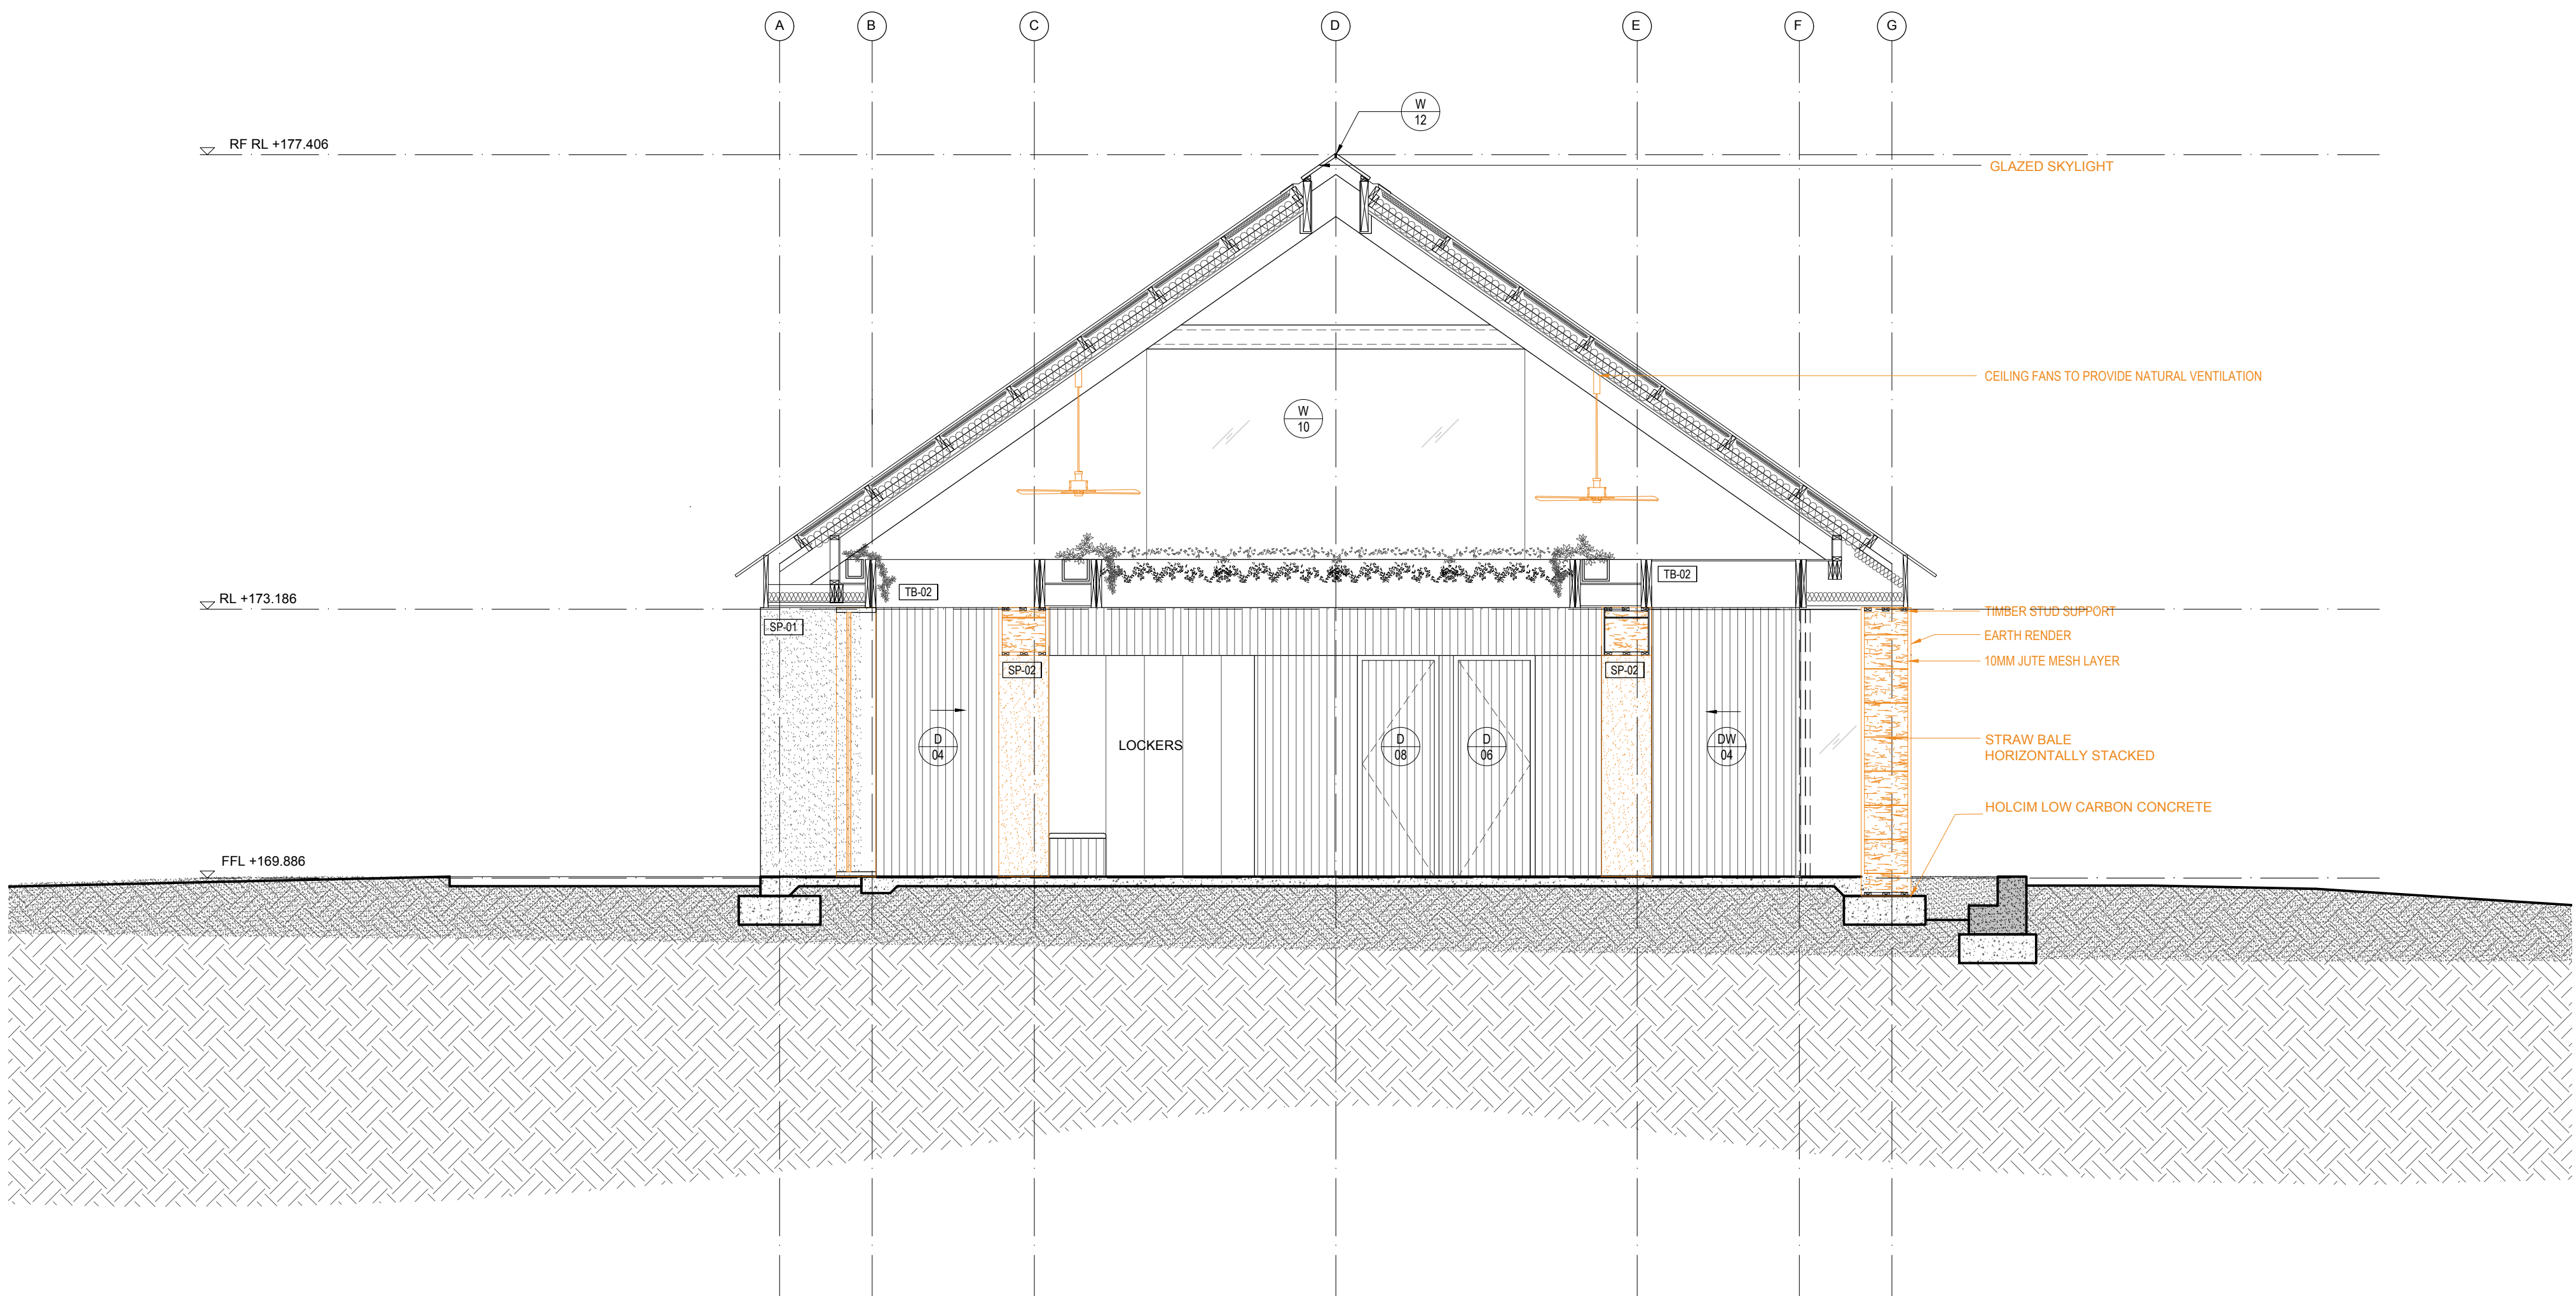 A B C D E F G
W
12
RF RL +177.406
GLAZED SKYLIGHT
CEILING FANS TO PROVIDE NATURAL VENTILATION
W
10
TB-02
TB-02
RL +173.186
TIMBER STUD SUPPORT
SP-01
EARTH RENDER
10MM JUTE MESH LAYER
SP-02
SP-02
D
04
LOCKERS
D
08
D
06
DW
04
STRAW BALE
HORIZONTALLY STACKED
HOLCIM LOW CARBON CONCRETE
FFL +169.886